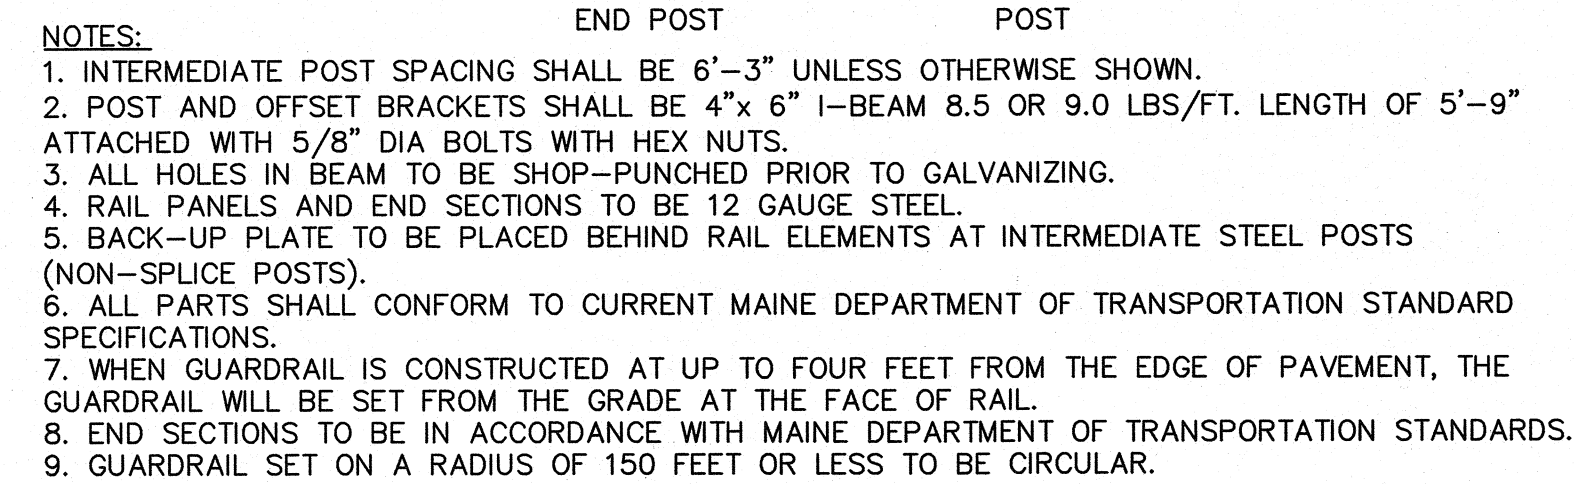 END POST POST
NOTES:
1. INTERMEDIATE POST SPACING SHALL BE 6'–3" UNLESS OTHERWISE SHOWN.
2. POST AND OFFSET BRACKETS SHALL BE 4"x 6" I–BEAM 8.5 OR 9.0 LBS/FT. LENGTH OF 5'–9"
ATTACHED WITH 5/8" DIA BOLTS WITH HEX NUTS.
3. ALL HOLES IN BEAM TO BE SHOP–PUNCHED PRIOR TO GALVANIZING.
4. RAIL PANELS AND END SECTIONS TO BE 12 GAUGE STEEL.
5. BACK–UP PLATE TO BE PLACED BEHIND RAIL ELEMENTS AT INTERMEDIATE STEEL POSTS
(NON–SPLICE POSTS).
6. ALL PARTS SHALL CONFORM TO CURRENT MAINE DEPARTMENT OF TRANSPORTATION STANDARD
SPECIFICATIONS.
7. WHEN GUARDRAIL IS CONSTRUCTED AT UP TO FOUR FEET FROM THE EDGE OF PAVEMENT, THE
GUARDRAIL WILL BE SET FROM THE GRADE AT THE FACE OF RAIL.
8. END SECTIONS TO BE IN ACCORDANCE WITH MAINE DEPARTMENT OF TRANSPORTATION STANDARDS.
9. GUARDRAIL SET ON A RADIUS OF 150 FEET OR LESS TO BE CIRCULAR.